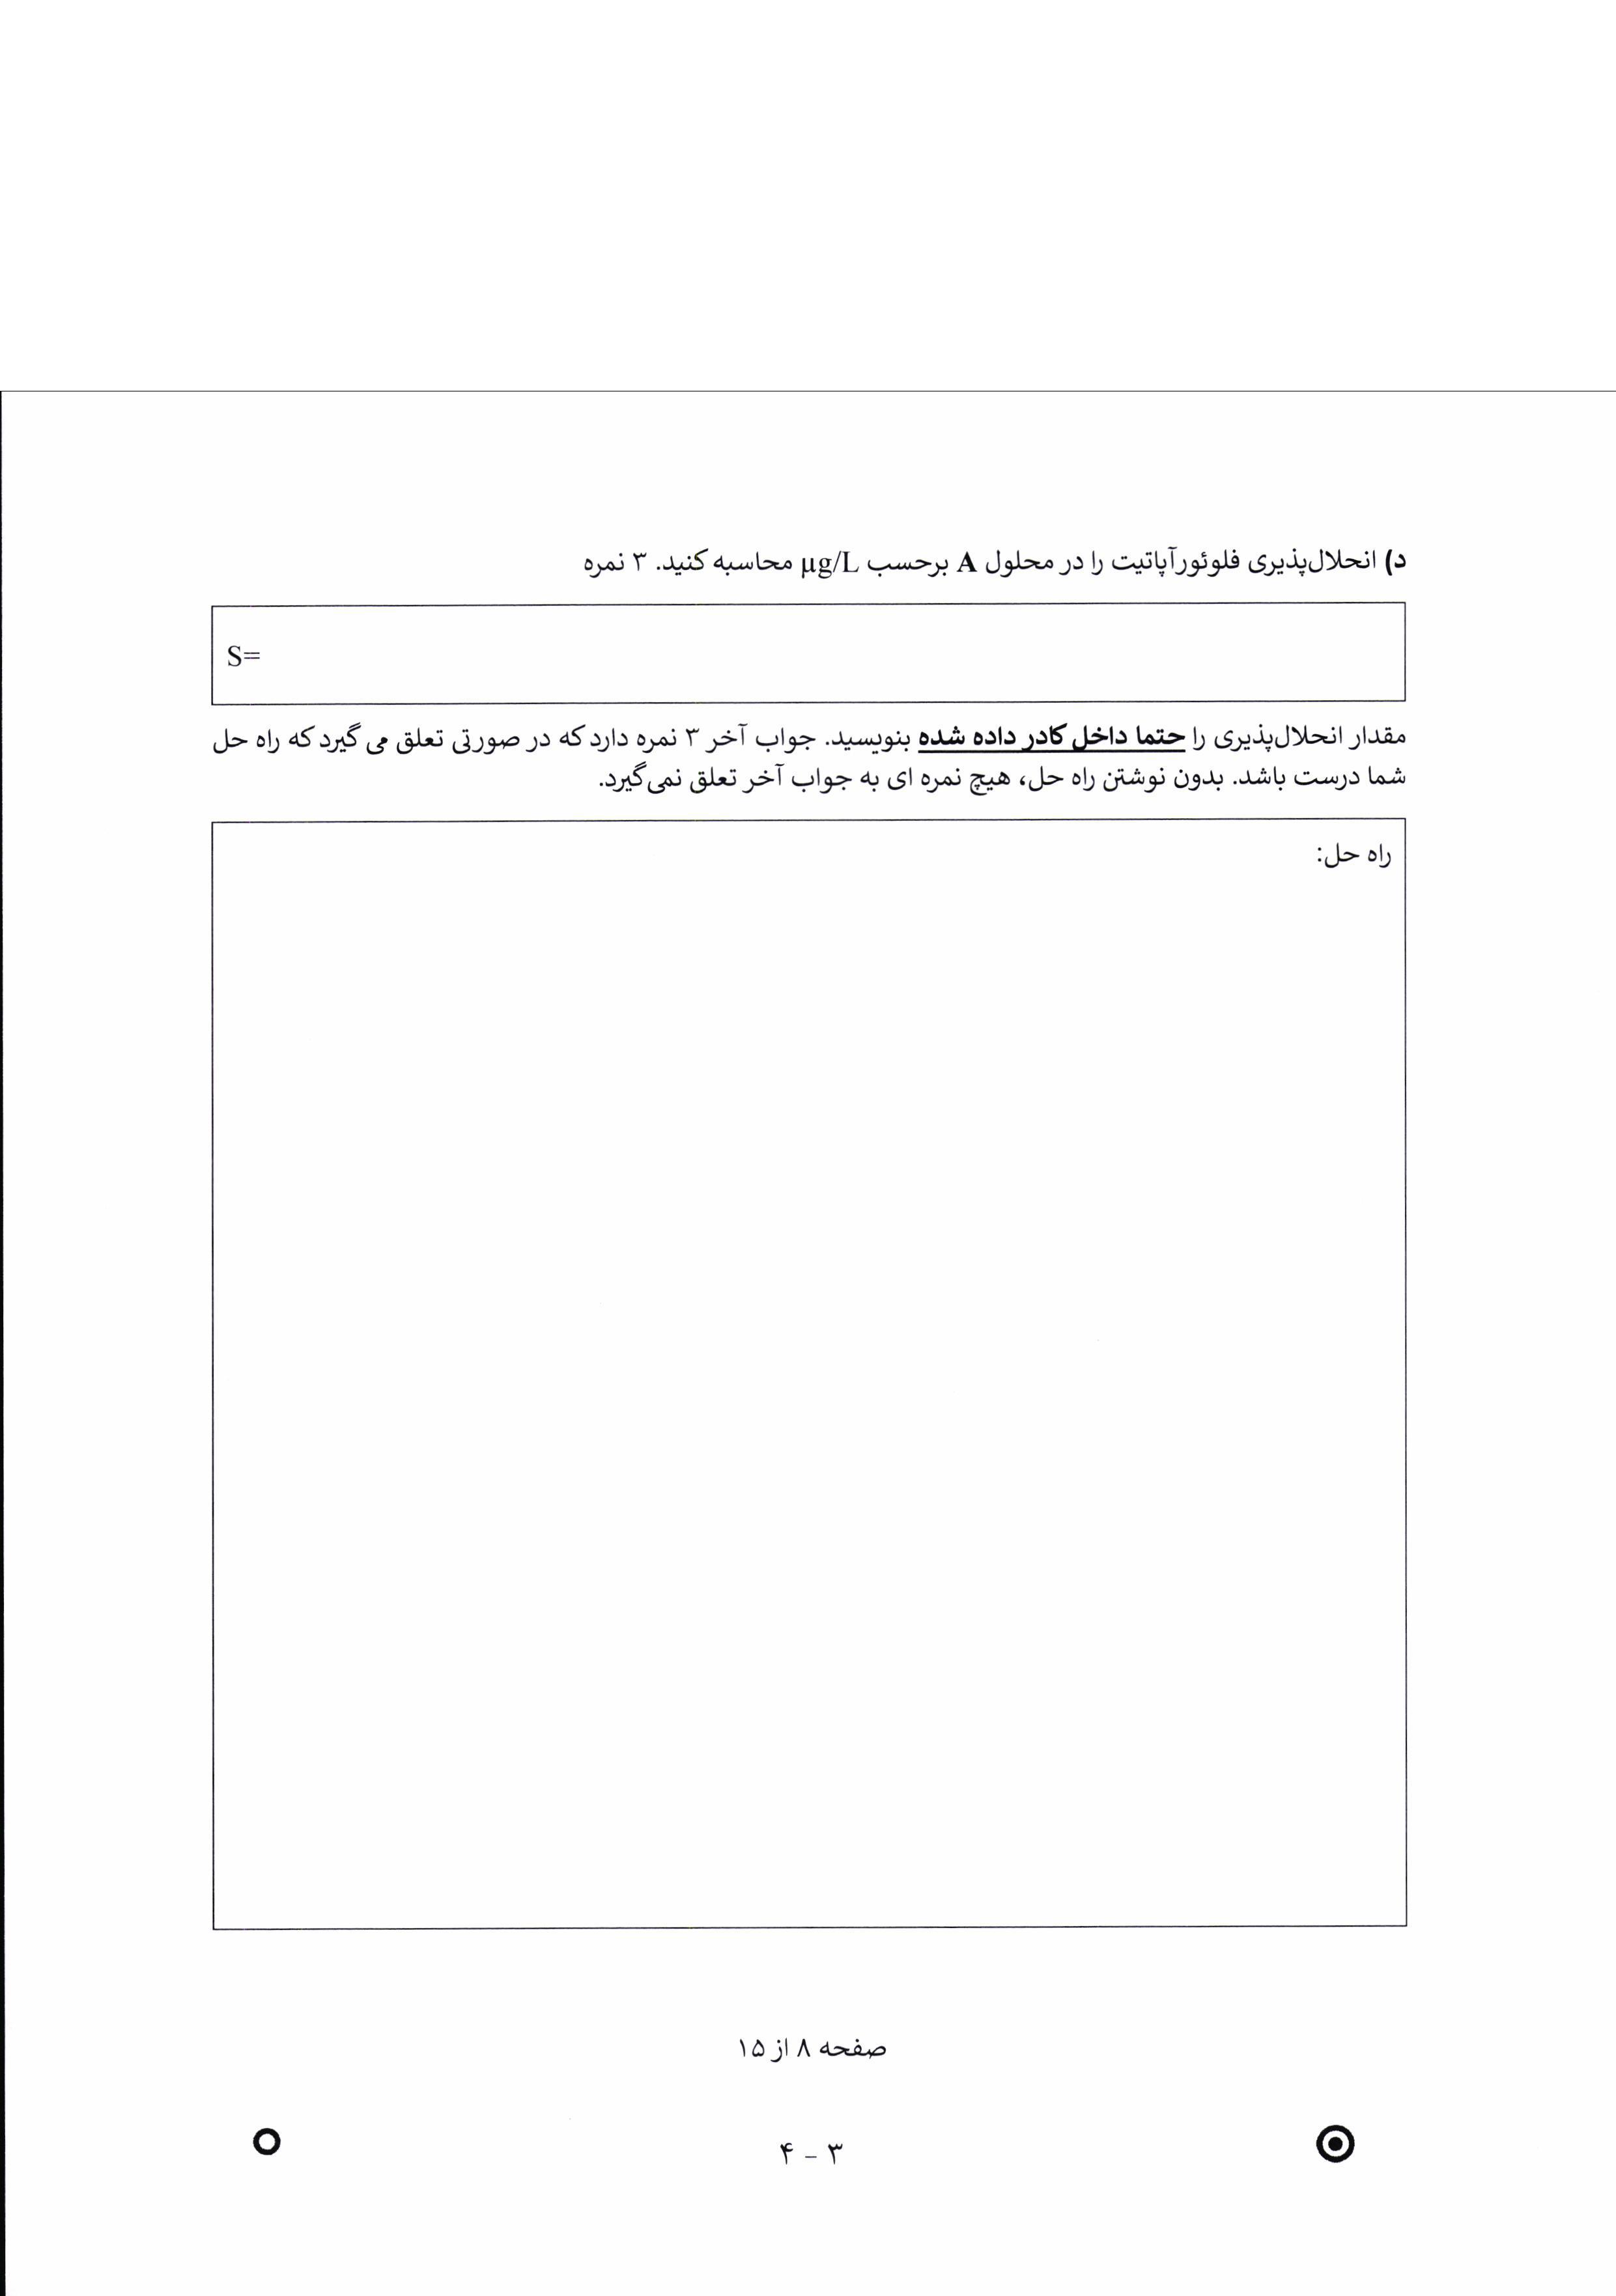 د) انحلال‌پذیری فلوئورآپاتیت را در محلول A برحسب µg/L محاسبه کنید. ۳ نمره
S=
مقدار انحلال‌پذیری را حتما داخل کادر داده شده بنویسید. جواب آخر ۳ نمره دارد که در صورتی تعلق می گیرد که راه حل
شما درست باشد. بدون نوشتن راه حل، هیچ نمره ای به جواب آخر تعلق نمی‌گیرد.
راه حل:
صفحه ۸ از ۱۵
۳ - ۴